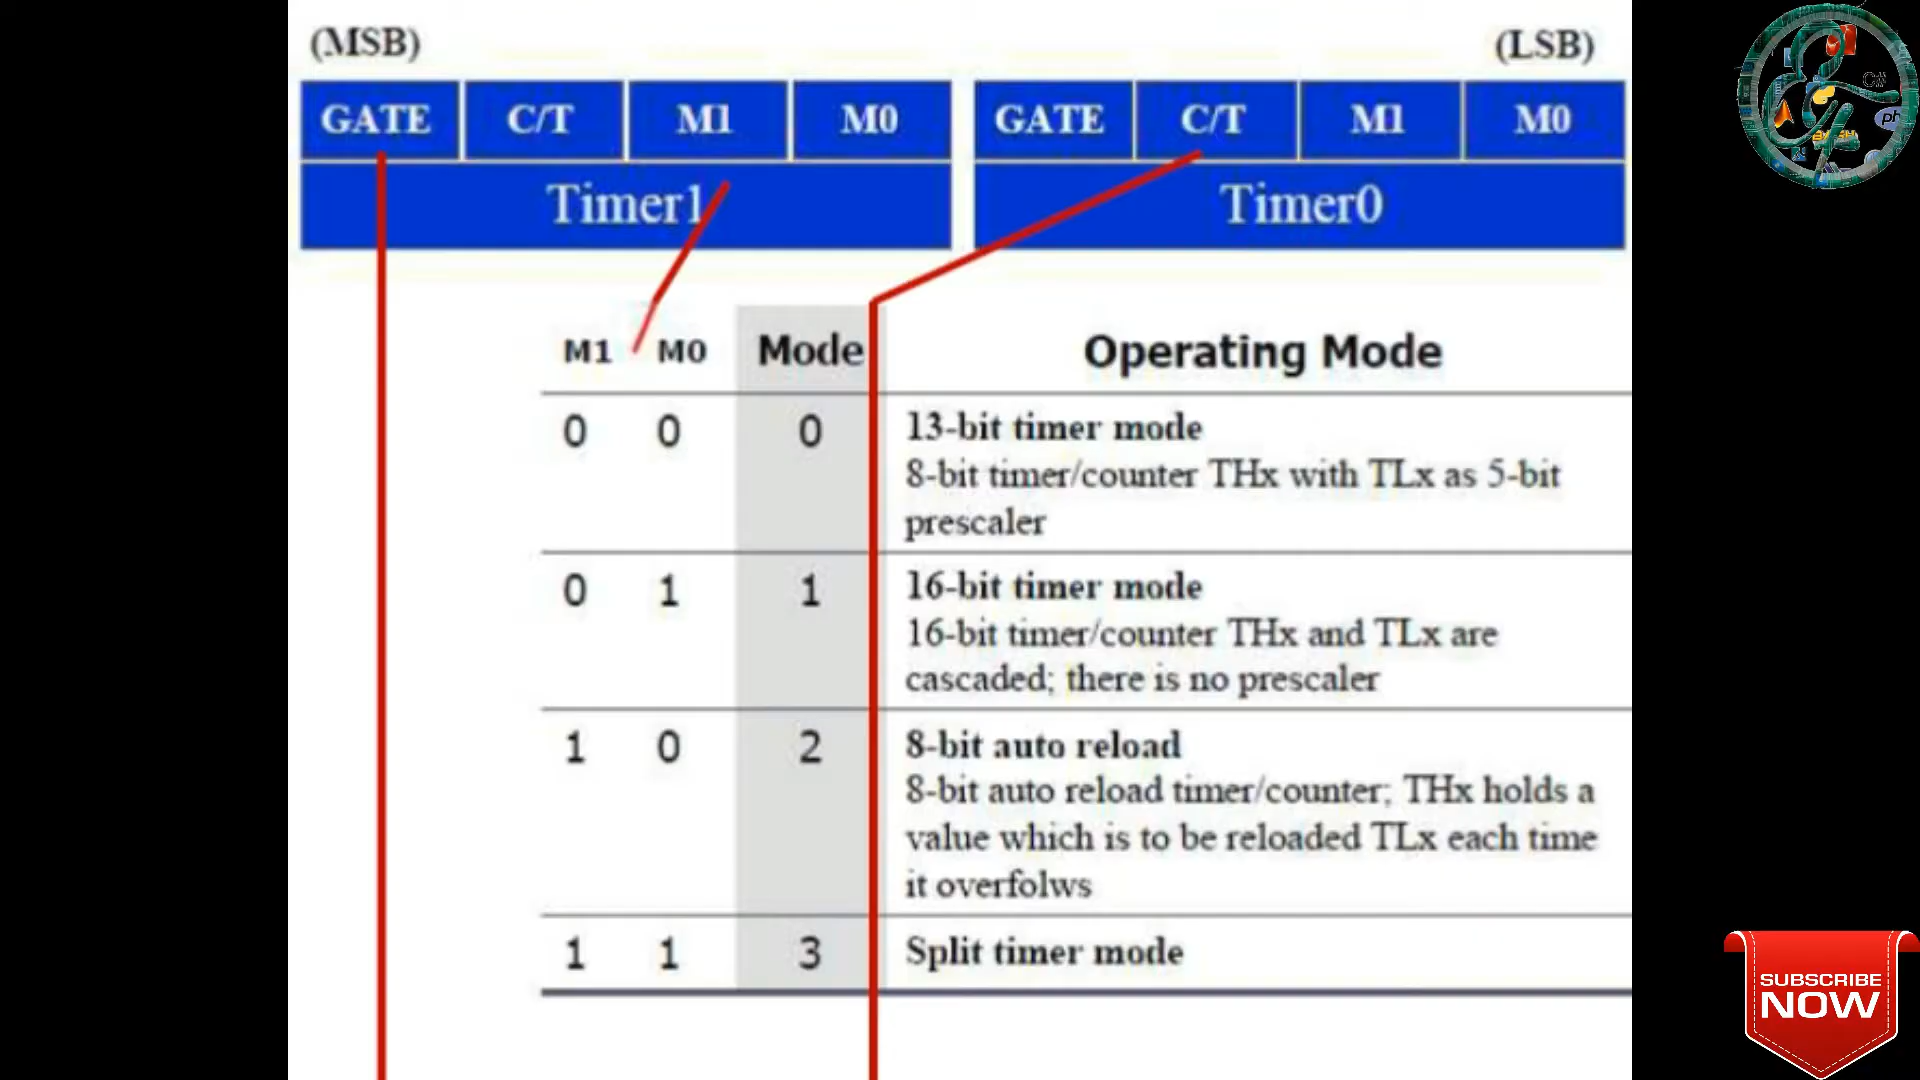 (MSB) (LSB)
GATE C/T M1 M0 GATE C/T M1 M0
Timer1 Timer0
M1 M0 Mode Operating Mode
0 0 0 13-bit timer mode
8-bit timer/counter THx with TLx as 5-bit
prescaler
0 1 1 16-bit timer mode
16-bit timer/counter THx and TLx are
cascaded; there is no prescaler
1 0 2 8-bit auto reload
8-bit auto reload timer/counter; THx holds a
value which is to be reloaded TLx each time
it overfolws
1 1 3 Split timer mode
C#
ph
SUBSCRIBE
NOW